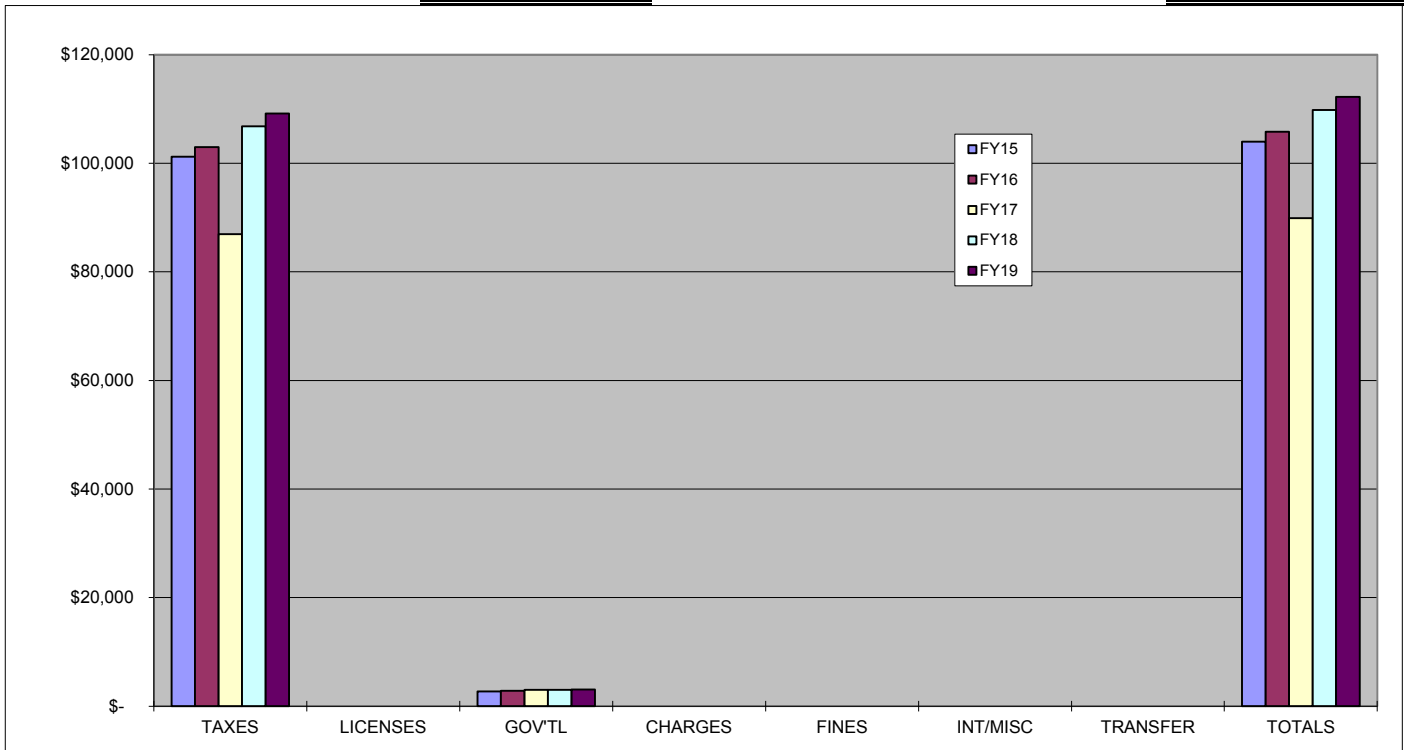 $120,000
$100,000
$80,000
$60,000
$40,000
$20,000
$-
FY15
FY16
FY17
FY18
FY19
TAXES LICENSES GOV'TL CHARGES FINES INT/MISC TRANSFER TOTALS